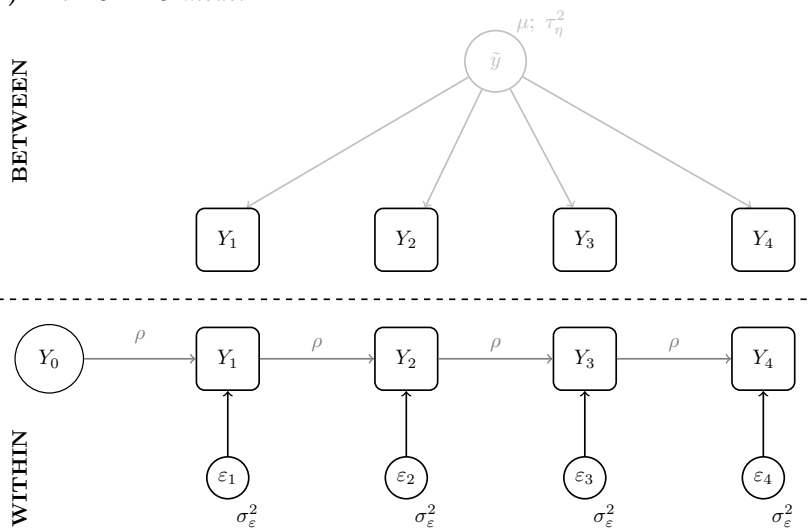 μ; τ²_η
ỹ
BETWEEN
Y₁ Y₂ Y₃ Y₄
ρ ρ ρ ρ
Y₀ Y₁ Y₂ Y₃ Y₄
WITHIN
ε₁ ε₂ ε₃ ε₄
σ²_ε σ²_ε σ²_ε σ²_ε